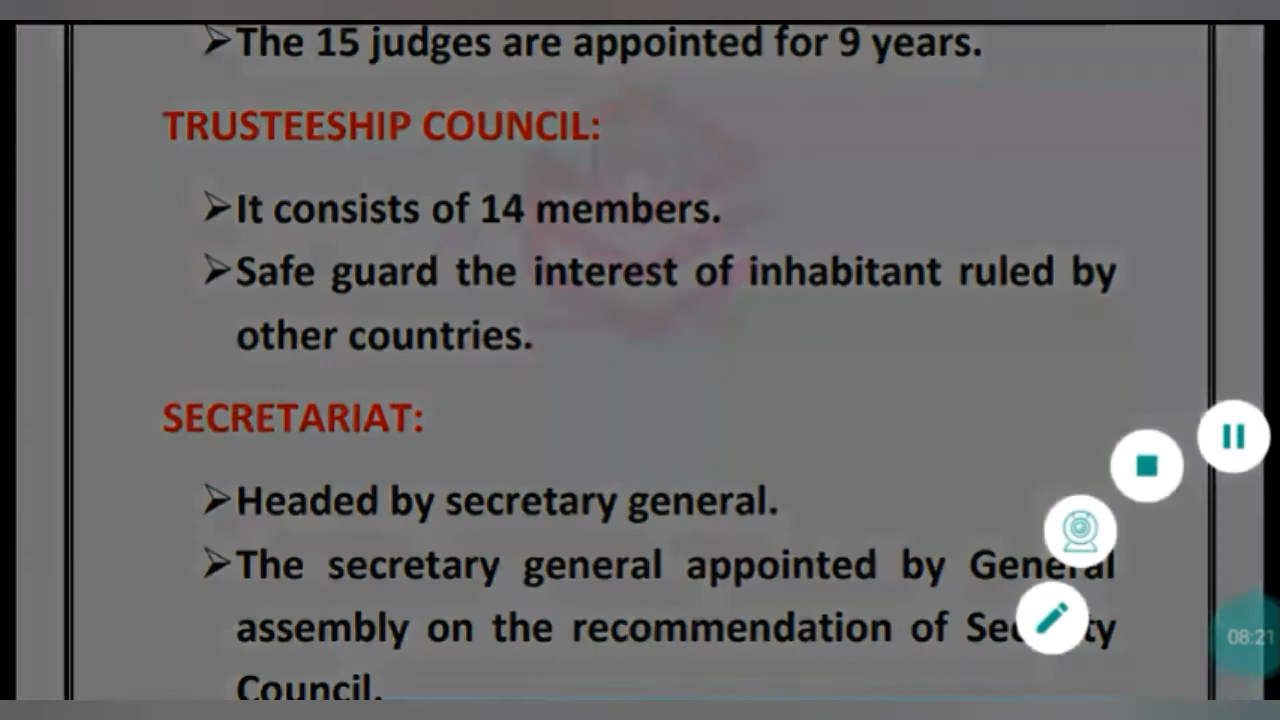 ➢The 15 judges are appointed for 9 years.
TRUSTEESHIP COUNCIL:
➢It consists of 14 members.
➢Safe guard the interest of inhabitant ruled by
other countries.
SECRETARIAT:
➢Headed by secretary general.
➢The secretary general appointed by General
assembly on the recommendation of Security
Council.
08:21